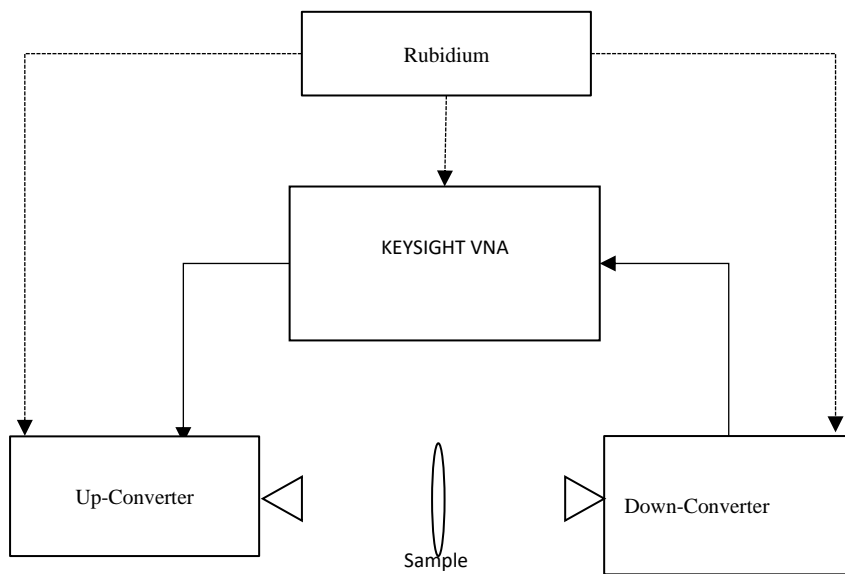 Rubidium
KEYSIGHT VNA
Up-Converter
Down-Converter
Sample